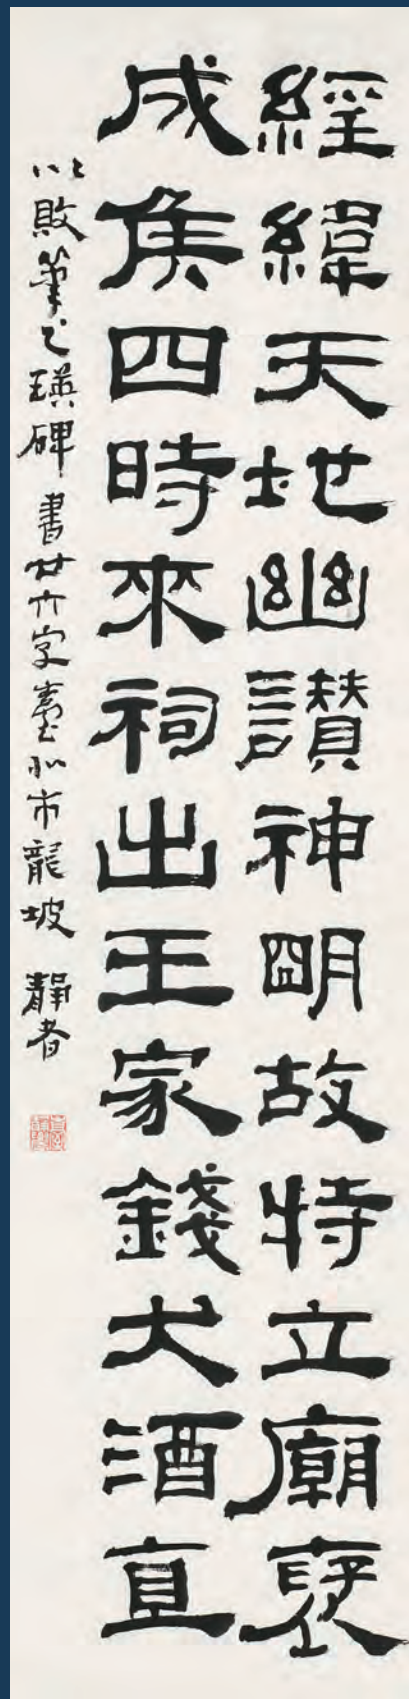 經緯天地幽讚神明故特立廟褒
成侯四時來祠出王家錢犬酒直
以敗筆乙瑛碑 書廿六字臺北市龍坡 靜者